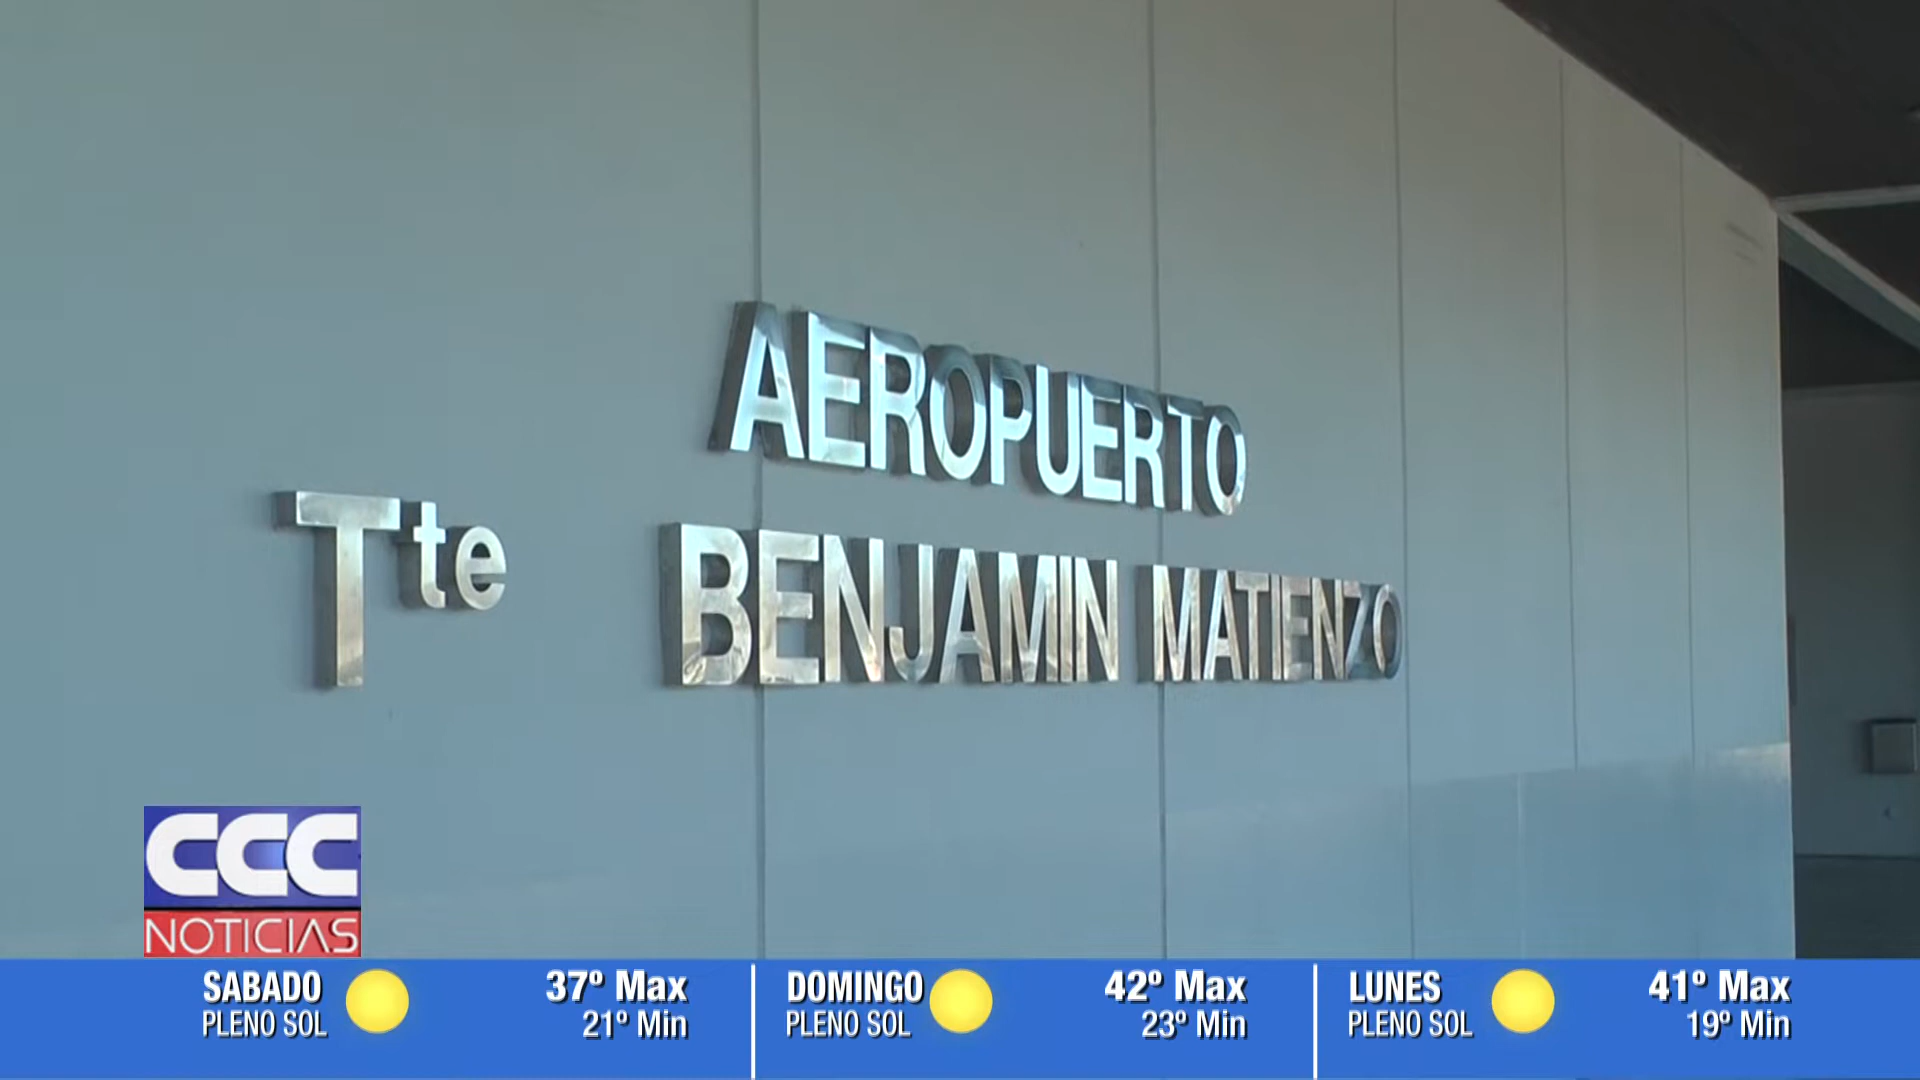 AEROPUERTO
Tte BENJAMIN MATIENZO
CCC
NOTICIAS
SABADO 37º Max
PLENO SOL 21º Min
DOMINGO 42º Max
PLENO SOL 23º Min
LUNES 41º Max
PLENO SOL 19º Min